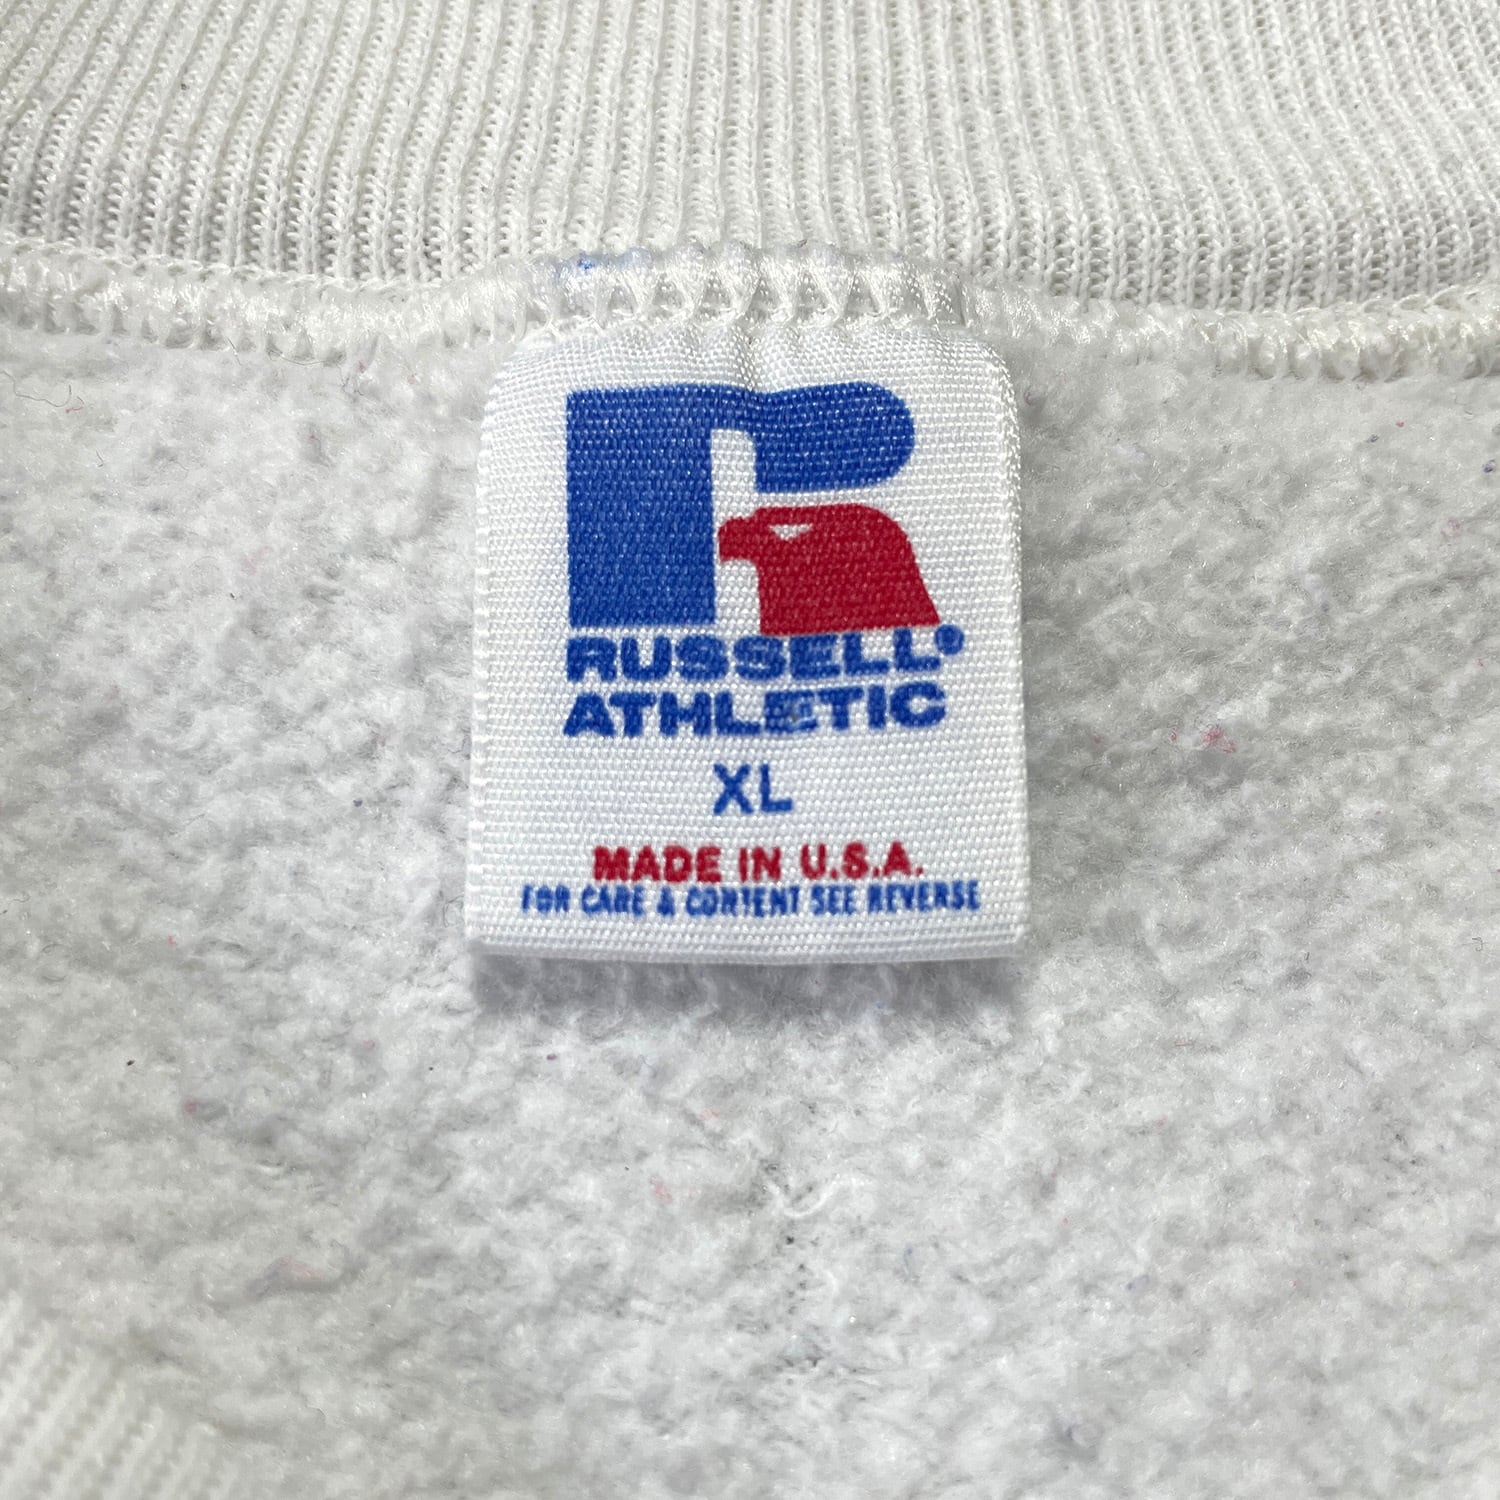 RUSSELL®
ATHLETIC
XL
MADE IN U.S.A.
FOR CARE & CONTENT SEE REVERSE